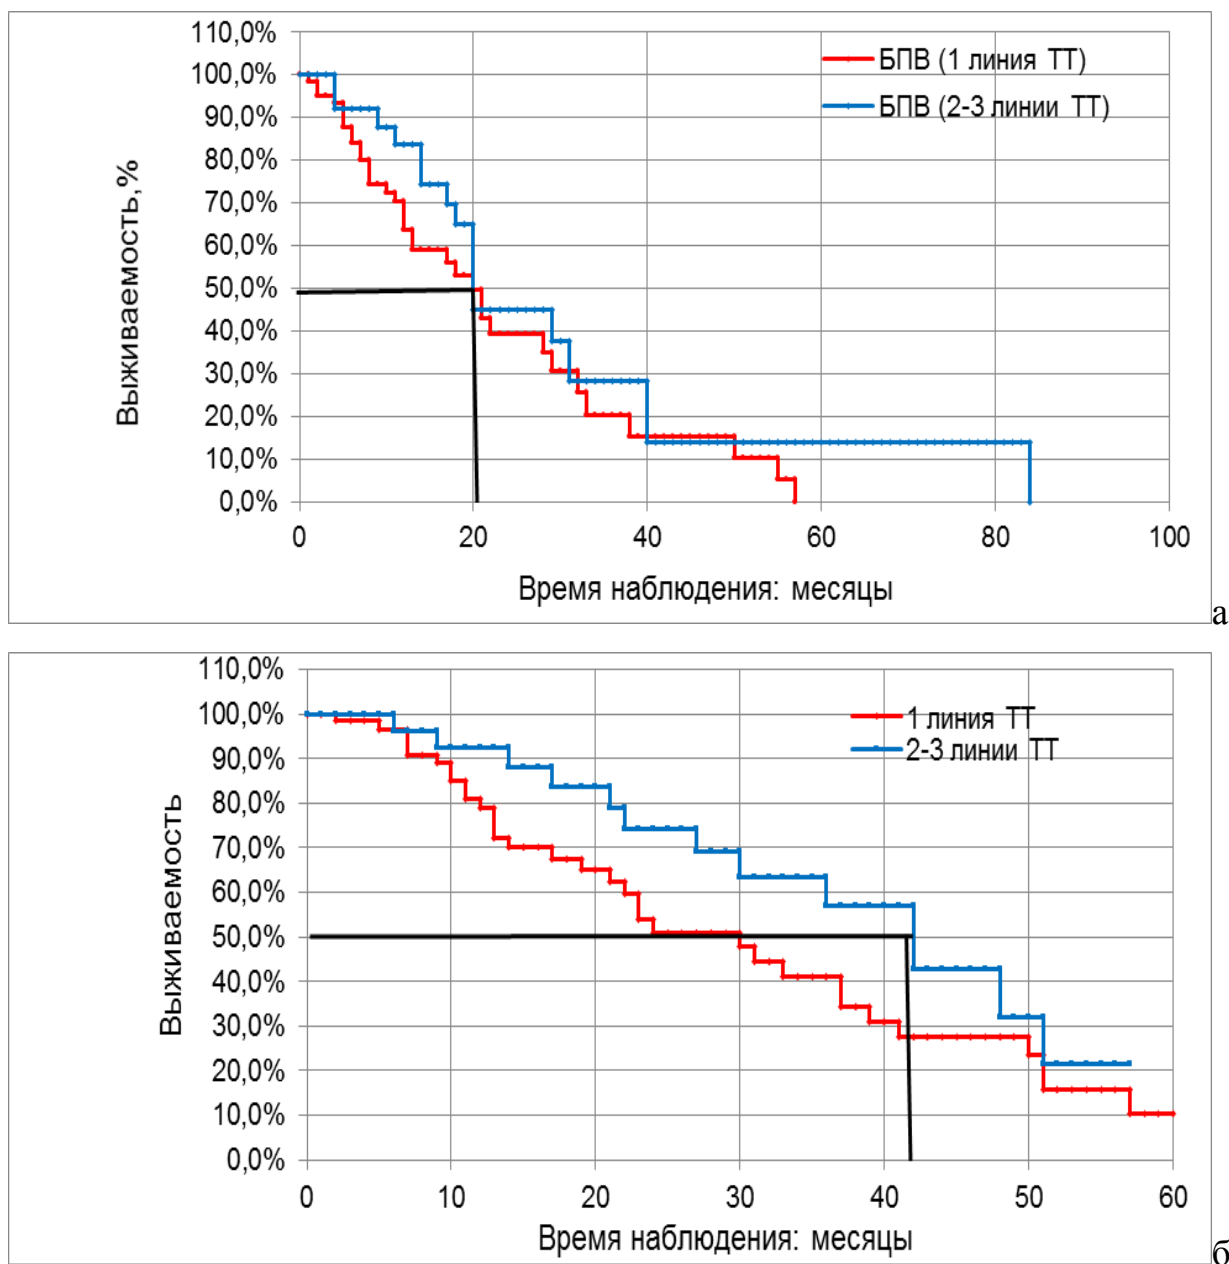 110,0%
100,0%
90,0%
80,0%
70,0%
60,0%
50,0%
40,0%
30,0%
20,0%
10,0%
0,0%
Выживаемость,%
БПВ (1 линия ТТ)
БПВ (2-3 линии ТТ)
0 20 40 60 80 100
Время наблюдения: месяцы
а
110,0%
100,0%
90,0%
80,0%
70,0%
60,0%
50,0%
40,0%
30,0%
20,0%
10,0%
0,0%
Выживаемость
1 линия ТТ
2-3 линии ТТ
0 10 20 30 40 50 60
Время наблюдения: месяцы
б